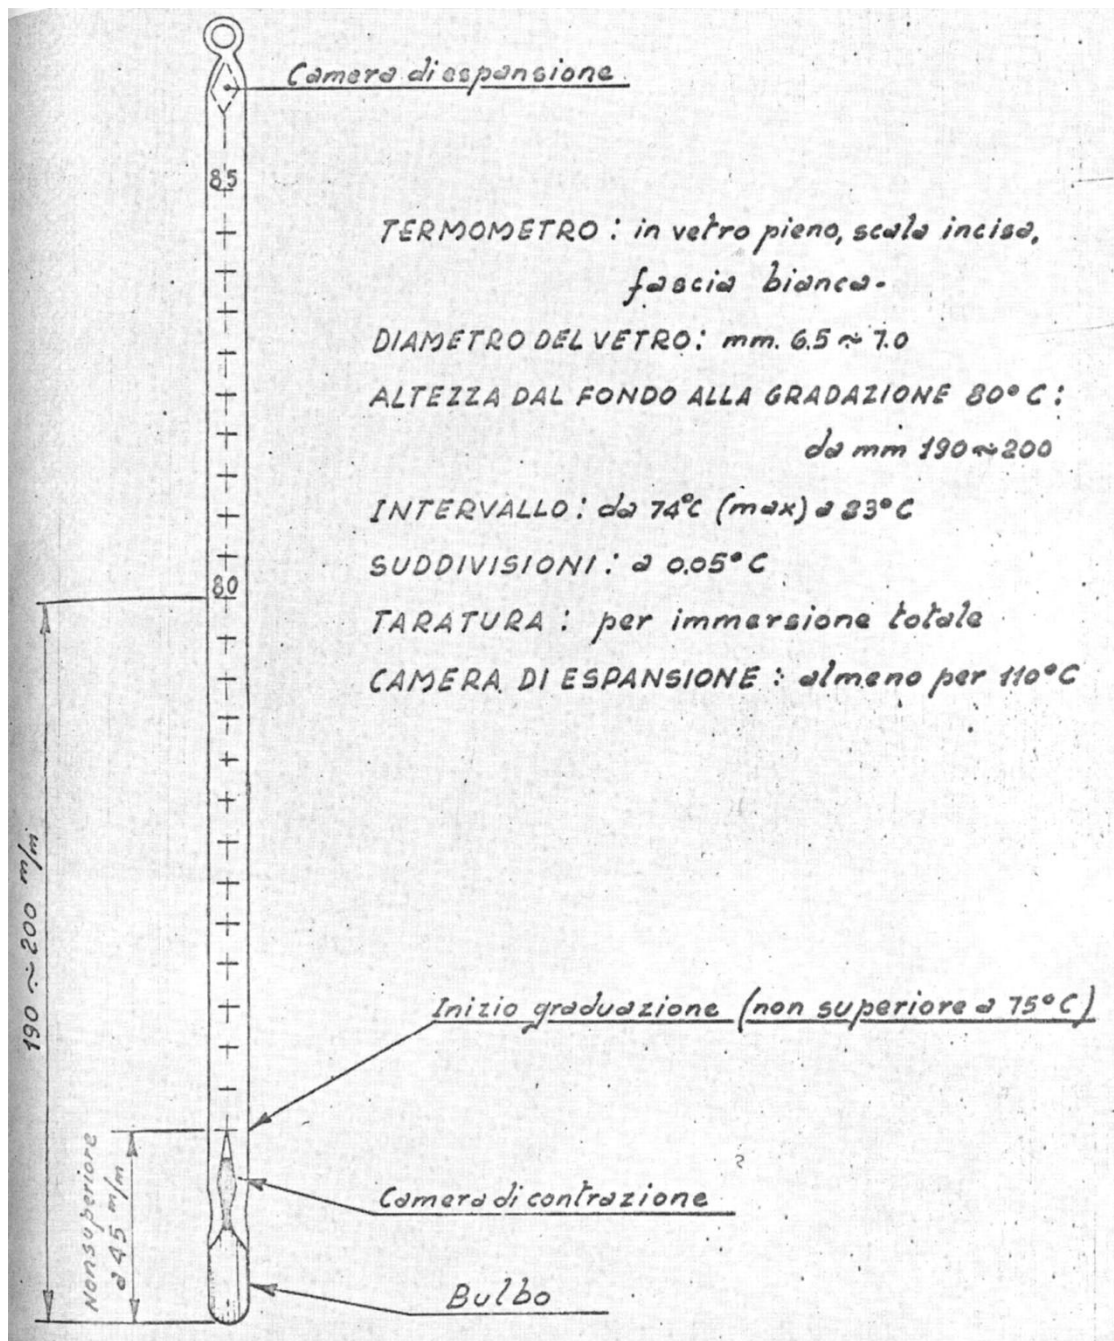 Camera di espansione
85
TERMOMETRO: in vetro pieno, scala incisa,
fascia bianca.
DIAMETRO DEL VETRO: mm. 6.5 ≈ 7.0
ALTEZZA DAL FONDO ALLA GRADAZIONE 80°C:
da mm 190 ≈ 200
INTERVALLO: da 74°C (max) a 83°C
SUDDIVISIONI: a 0.05°C
80
TARATURA: per immersione totale
CAMERA DI ESPANSIONE: almeno per 110°C
190 ~ 200 m/m
Inizio graduazione (non superiore a 75°C)
Non superiore
a 45 m/m
Camera di contrazione
Bulbo